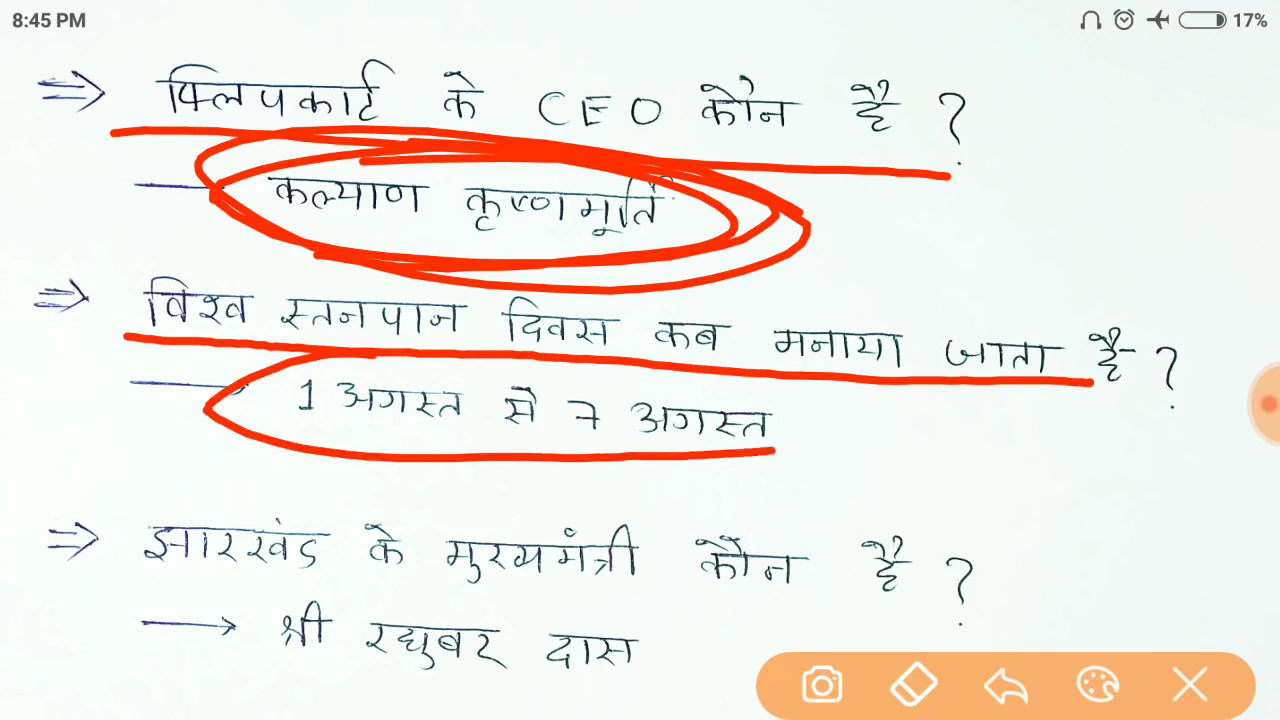 8:45 PM 17%
⇒ फ्लिपकार्ट के CEO कौन है ?
— कल्याण कृष्णमूर्ति
⇒ विश्व स्तनपान दिवस कब मनाया जाता है ?
— 1 अगस्त से 7 अगस्त
⇒ झारखंड के मुख्यमंत्री कौन है ?
→ श्री रघुबर दास